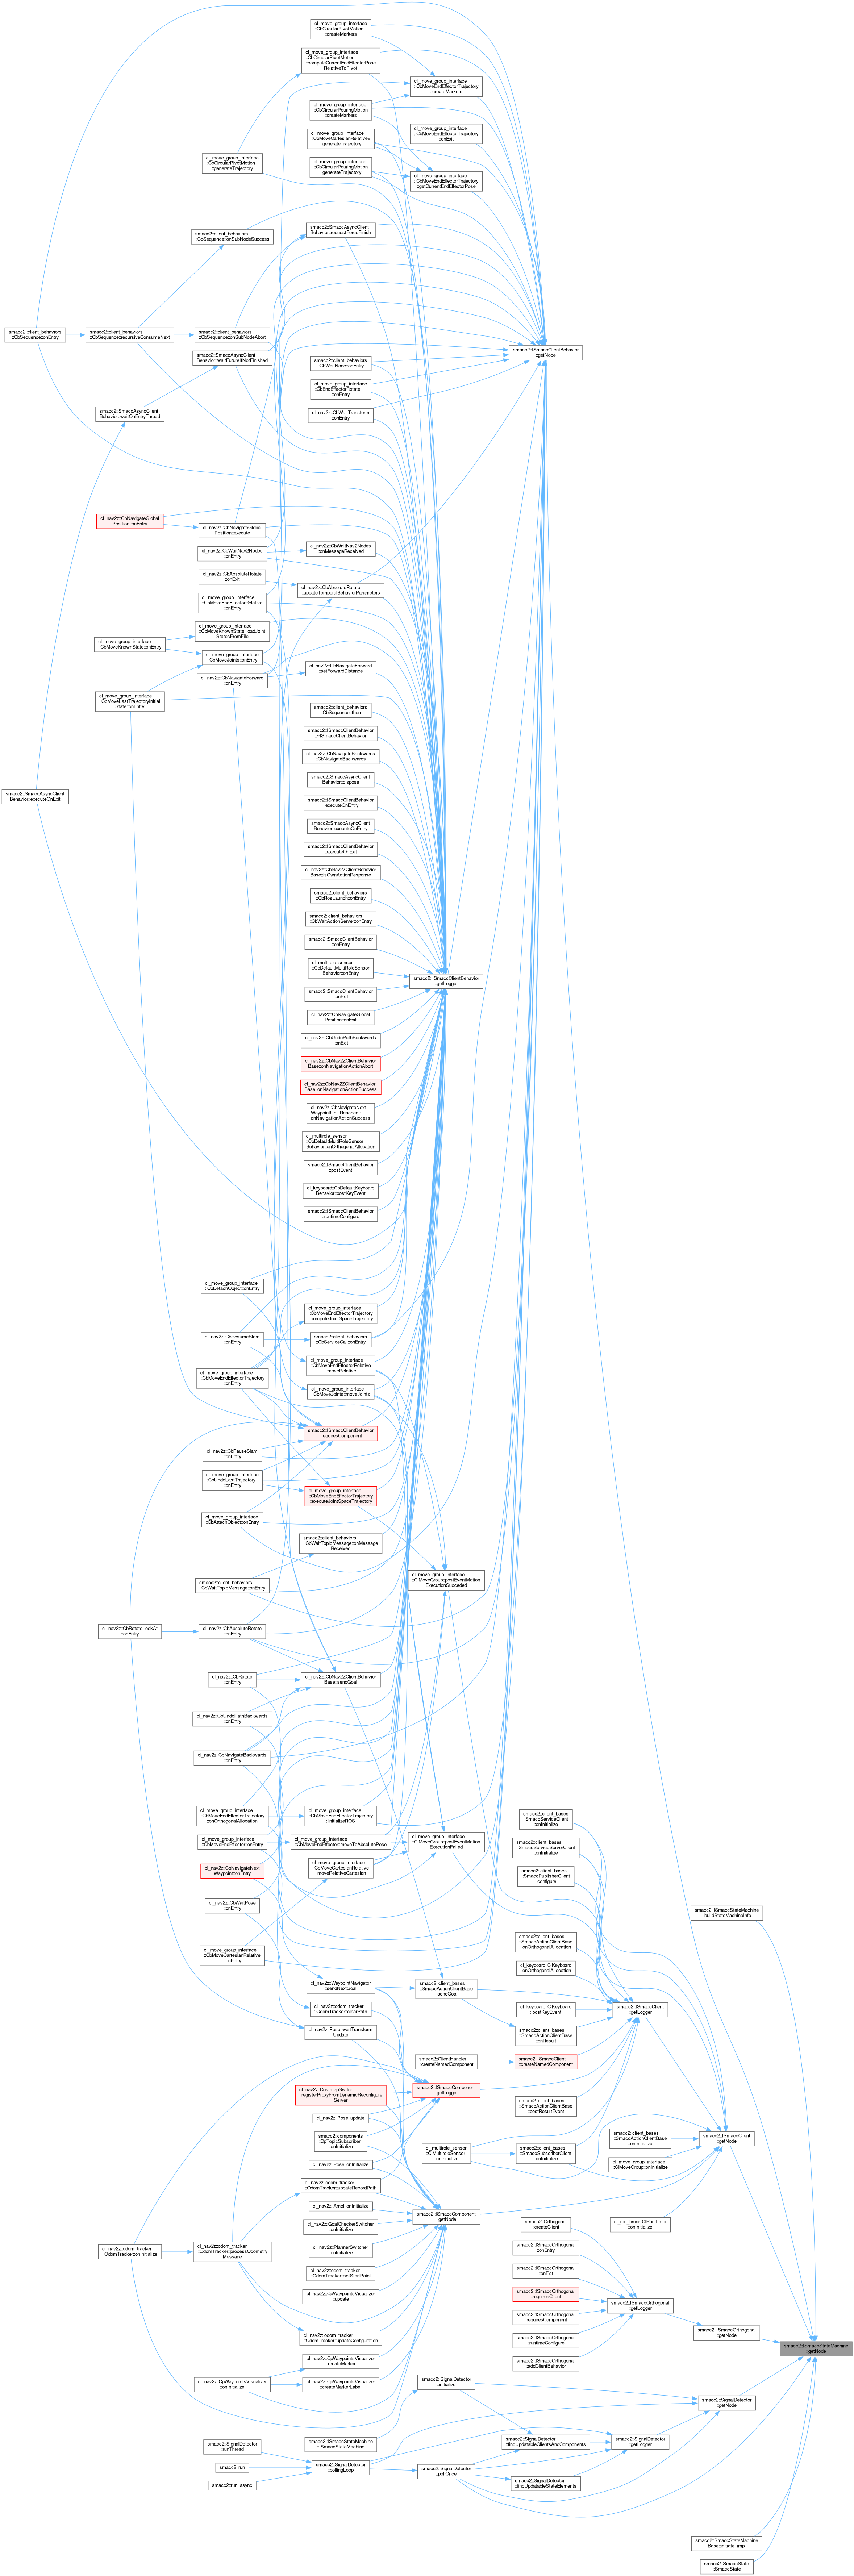 cl_move_group_interface
::CbCircularPivotMotion
::createMarkers
cl_move_group_interface
::CbCircularPivotMotion
::computeCurrentEndEffectorPose
RelativeToPivot
cl_move_group_interface
::CbMoveEndEffectorTrajectory
::createMarkers
cl_move_group_interface
::CbCircularPouringMotion
::createMarkers
cl_move_group_interface
::CbMoveEndEffectorTrajectory
::onExit
cl_move_group_interface
::CbMoveCartesianRelative2
::generateTrajectory
cl_move_group_interface
::CbCircularPivotMotion
::generateTrajectory
cl_move_group_interface
::CbCircularPouringMotion
::generateTrajectory
cl_move_group_interface
::CbMoveEndEffectorTrajectory
::getCurrentEndEffectorPose
smacc2::client_behaviors
::CbSequence::onSubNodeSuccess
smacc2::SmaccAsyncClient
Behavior::requestForceFinish
smacc2::client_behaviors
::CbSequence::onEntry
smacc2::client_behaviors
::CbSequence::recursiveConsumeNext
smacc2::client_behaviors
::CbSequence::onSubNodeAbort
smacc2::SmaccAsyncClient
Behavior::waitFutureIfNotFinished
smacc2::ISmaccClientBehavior
::getNode
smacc2::client_behaviors
::CbWaitNode::onEntry
cl_move_group_interface
::CbEndEffectorRotate
::onEntry
cl_nav2z::CbWaitTransform
::onEntry
smacc2::SmaccAsyncClient
Behavior::waitOnEntryThread
cl_nav2z::CbNavigateGlobal
Position::onEntry
cl_nav2z::CbNavigateGlobal
Position::execute
cl_nav2z::CbWaitNav2Nodes
::onEntry
cl_nav2z::CbWaitNav2Nodes
::onMessageReceived
cl_nav2z::CbAbsoluteRotate
::onExit
cl_nav2z::CbAbsoluteRotate
::updateTemporalBehaviorParameters
cl_move_group_interface
::CbMoveEndEffectorRelative
::onEntry
cl_move_group_interface
::CbMoveKnownState::loadJoint
StatesFromFile
cl_move_group_interface
::CbMoveKnownState::onEntry
cl_move_group_interface
::CbMoveJoints::onEntry
cl_nav2z::CbNavigateForward
::onEntry
cl_nav2z::CbNavigateForward
::setForwardDistance
cl_move_group_interface
::CbMoveLastTrajectoryInitial
State::onEntry
smacc2::client_behaviors
::CbSequence::then
smacc2::ISmaccClientBehavior
::~ISmaccClientBehavior
cl_nav2z::CbNavigateBackwards
::CbNavigateBackwards
smacc2::SmaccAsyncClient
Behavior::dispose
smacc2::SmaccAsyncClient
Behavior::executeOnExit
smacc2::ISmaccClientBehavior
::executeOnEntry
smacc2::SmaccAsyncClient
Behavior::executeOnEntry
smacc2::ISmaccClientBehavior
::executeOnExit
cl_nav2z::CbNav2ZClientBehavior
Base::isOwnActionResponse
smacc2::client_behaviors
::CbRosLaunch::onEntry
smacc2::client_behaviors
::CbWaitActionServer::onEntry
smacc2::SmaccClientBehavior
::onEntry
cl_multirole_sensor
::CbDefaultMultiRoleSensor
Behavior::onEntry
smacc2::ISmaccClientBehavior
::getLogger
smacc2::SmaccClientBehavior
::onExit
cl_nav2z::CbNavigateGlobal
Position::onExit
cl_nav2z::CbUndoPathBackwards
::onExit
cl_nav2z::CbNav2ZClientBehavior
Base::onNavigationActionAbort
cl_nav2z::CbNav2ZClientBehavior
Base::onNavigationActionSuccess
cl_nav2z::CbNavigateNext
WaypointUntilReached::
onNavigationActionSuccess
cl_multirole_sensor
::CbDefaultMultiRoleSensor
Behavior::onOrthogonalAllocation
smacc2::ISmaccClientBehavior
::postEvent
cl_keyboard::CbDefaultKeyboard
Behavior::postKeyEvent
smacc2::ISmaccClientBehavior
::runtimeConfigure
cl_move_group_interface
::CbDetachObject::onEntry
cl_move_group_interface
::CbMoveEndEffectorTrajectory
::computeJointSpaceTrajectory
cl_nav2z::CbResumeSlam
::onEntry
smacc2::client_behaviors
::CbServiceCall::onEntry
cl_move_group_interface
::CbMoveEndEffectorRelative
::moveRelative
cl_move_group_interface
::CbMoveEndEffectorTrajectory
::onEntry
cl_move_group_interface
::CbMoveJoints::moveJoints
smacc2::ISmaccClientBehavior
::requiresComponent
cl_nav2z::CbPauseSlam
::onEntry
cl_move_group_interface
::CbUndoLastTrajectory
::onEntry
cl_move_group_interface
::CbMoveEndEffectorTrajectory
::executeJointSpaceTrajectory
cl_move_group_interface
::CbAttachObject::onEntry
smacc2::client_behaviors
::CbWaitTopicMessage::onMessage
Received
cl_move_group_interface
::ClMoveGroup::postEventMotion
ExecutionSucceded
smacc2::client_behaviors
::CbWaitTopicMessage::onEntry
cl_nav2z::CbRotateLookAt
::onEntry
cl_nav2z::CbAbsoluteRotate
::onEntry
cl_nav2z::CbRotate
::onEntry
cl_nav2z::CbNav2ZClientBehavior
Base::sendGoal
cl_nav2z::CbUndoPathBackwards
::onEntry
cl_nav2z::CbNavigateBackwards
::onEntry
cl_move_group_interface
::CbMoveEndEffectorTrajectory
::onOrthogonalAllocation
cl_move_group_interface
::CbMoveEndEffectorTrajectory
::initializeROS
smacc2::client_bases
::SmaccServiceClient
::onInitialize
cl_move_group_interface
::CbMoveEndEffector::onEntry
cl_move_group_interface
::CbMoveEndEffector::moveToAbsolutePose
cl_move_group_interface
::ClMoveGroup::postEventMotion
ExecutionFailed
smacc2::client_bases
::SmaccServiceServerClient
::onInitialize
cl_nav2z::CbNavigateNext
Waypoint::onEntry
cl_move_group_interface
::CbMoveCartesianRelative
::moveRelativeCartesian
smacc2::client_bases
::SmaccPublisherClient
::configure
cl_nav2z::CbWaitPose
::onEntry
smacc2::ISmaccStateMachine
::buildStateMachineInfo
smacc2::client_bases
::SmaccActionClientBase
::onOrthogonalAllocation
cl_move_group_interface
::CbMoveCartesianRelative
::onEntry
cl_keyboard::ClKeyboard
::onOrthogonalAllocation
cl_nav2z::WaypointNavigator
::sendNextGoal
smacc2::client_bases
::SmaccActionClientBase
::sendGoal
cl_nav2z::odom_tracker
::OdomTracker::clearPath
cl_keyboard::ClKeyboard
::postKeyEvent
smacc2::ISmaccClient
::getLogger
cl_nav2z::Pose::waitTransform
Update
smacc2::client_bases
::SmaccActionClientBase
::onResult
smacc2::ClientHandler
::createNamedComponent
smacc2::ISmaccClient
::createNamedComponent
cl_nav2z::CostmapSwitch
::registerProxyFromDynamicReconfigure
Server
smacc2::ISmaccComponent
::getLogger
smacc2::client_bases
::SmaccActionClientBase
::postResultEvent
cl_nav2z::Pose::update
smacc2::components
::CpTopicSubscriber
::onInitialize
cl_multirole_sensor
::ClMultiroleSensor
::onInitialize
smacc2::client_bases
::SmaccSubscriberClient
::onInitialize
smacc2::client_bases
::SmaccActionClientBase
::onInitialize
smacc2::ISmaccClient
::getNode
cl_nav2z::Pose::onInitialize
cl_move_group_interface
::ClMoveGroup::onInitialize
cl_nav2z::odom_tracker
::OdomTracker::updateRecordPath
cl_nav2z::Amcl::onInitialize
smacc2::ISmaccComponent
::getNode
cl_ros_timer::ClRosTimer
::onInitialize
cl_nav2z::GoalCheckerSwitcher
::onInitialize
smacc2::Orthogonal
::createClient
cl_nav2z::odom_tracker
::OdomTracker::onInitialize
cl_nav2z::odom_tracker
::OdomTracker::processOdometry
Message
cl_nav2z::PlannerSwitcher
::onInitialize
smacc2::ISmaccOrthogonal
::onEntry
cl_nav2z::odom_tracker
::OdomTracker::setStartPoint
smacc2::ISmaccOrthogonal
::onExit
cl_nav2z::CpWaypointsVisualizer
::update
smacc2::ISmaccOrthogonal
::requiresClient
smacc2::ISmaccOrthogonal
::getLogger
smacc2::ISmaccOrthogonal
::requiresComponent
cl_nav2z::odom_tracker
::OdomTracker::updateConfiguration
smacc2::ISmaccOrthogonal
::runtimeConfigure
smacc2::ISmaccOrthogonal
::getNode
cl_nav2z::CpWaypointsVisualizer
::createMarker
smacc2::ISmaccOrthogonal
::addClientBehavior
smacc2::ISmaccStateMachine
::getNode
cl_nav2z::CpWaypointsVisualizer
::onInitialize
cl_nav2z::CpWaypointsVisualizer
::createMarkerLabel
smacc2::SignalDetector
::initialize
smacc2::SignalDetector
::getNode
smacc2::ISmaccStateMachine
::ISmaccStateMachine
smacc2::SignalDetector
::findUpdatableClientsAndComponents
smacc2::SignalDetector
::getLogger
smacc2::SignalDetector
::runThread
smacc2::run
smacc2::SignalDetector
::pollingLoop
smacc2::SignalDetector
::pollOnce
smacc2::run_async
smacc2::SignalDetector
::findUpdatableStateElements
smacc2::SmaccStateMachine
Base::initiate_impl
smacc2::SmaccState
::SmaccState